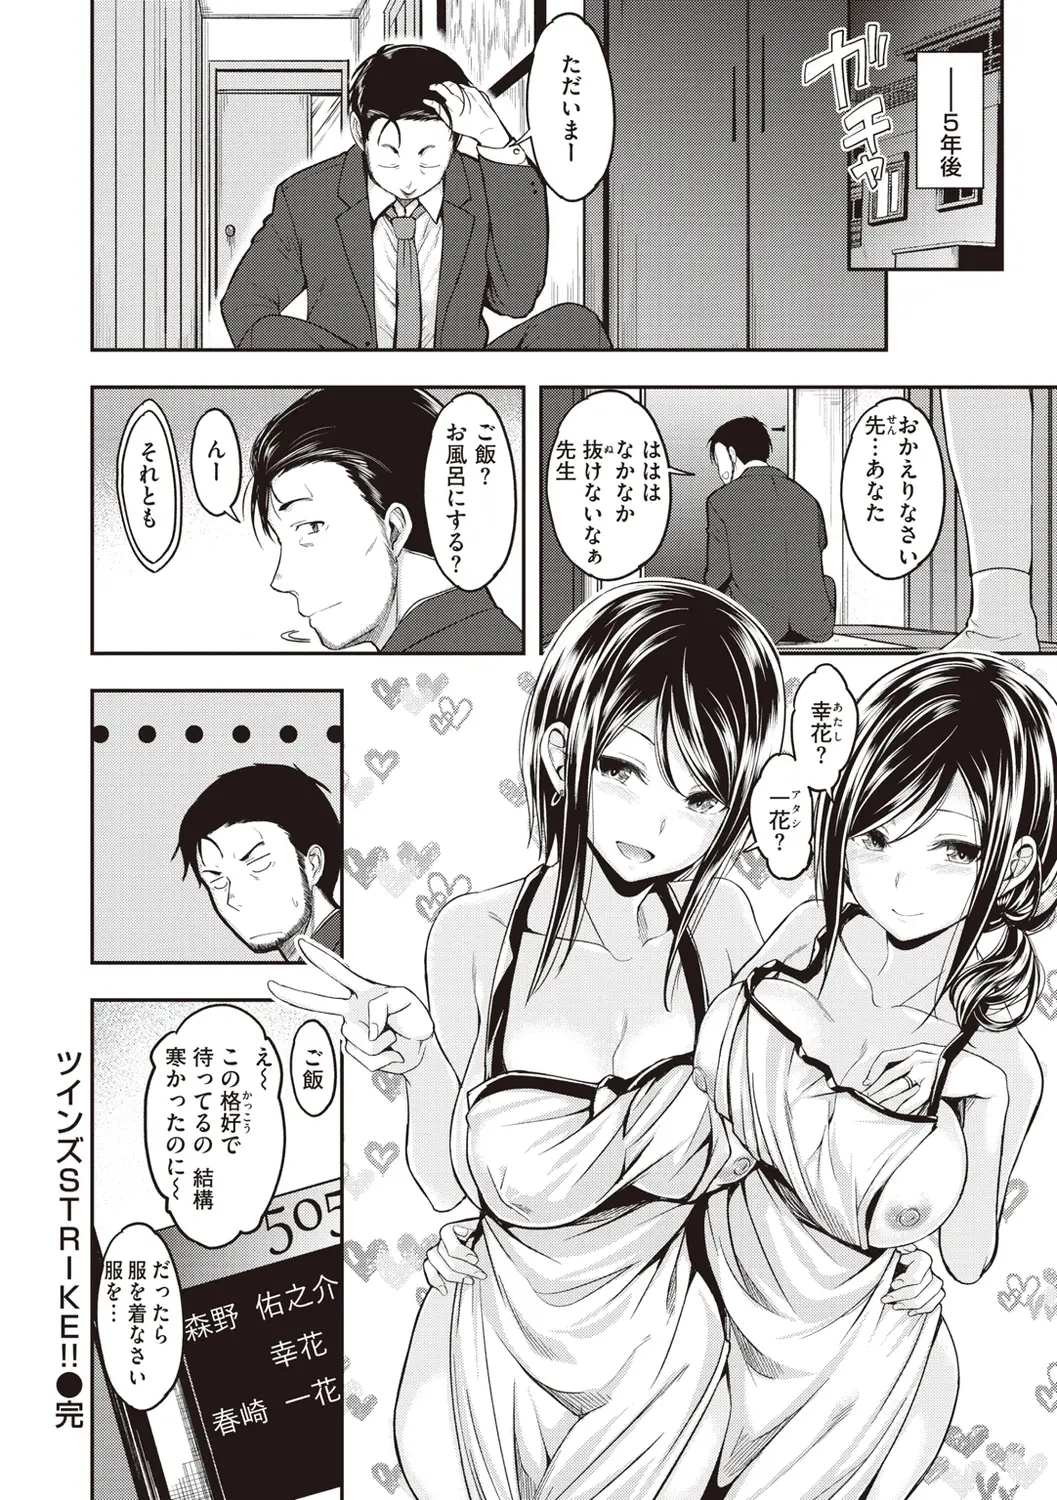 ――5年後
ガチャ
ただいまー
おかえりなさい
先…あなた
ははは
なかなか
抜けないなぁ
先生
ご飯?
お風呂にする?
んー
それとも
幸花?
一花?
ご飯
え〜
この格好で
待ってるの 結構
寒かったのに〜
だったら
服を着なさい
服を…
505
森野 佑之介
幸花
春崎 一花
ツインズSTRIKE!!●完